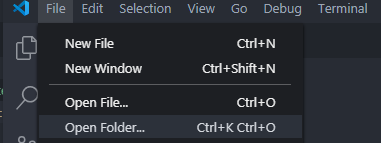 File Edit Selection View Go Debug Terminal
New File Ctrl+N
New Window Ctrl+Shift+N
Open File... Ctrl+O
Open Folder... Ctrl+K Ctrl+O